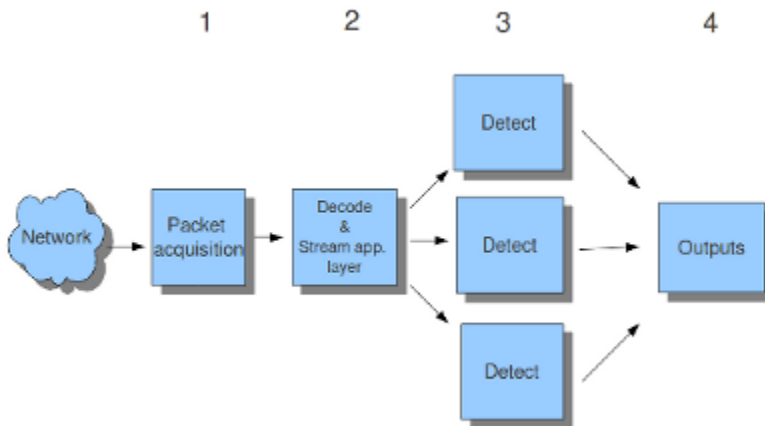 1
2
3
4
Network
Packet
acquisition
Decode
&
Stream app.
layer
Detect
Detect
Detect
Outputs